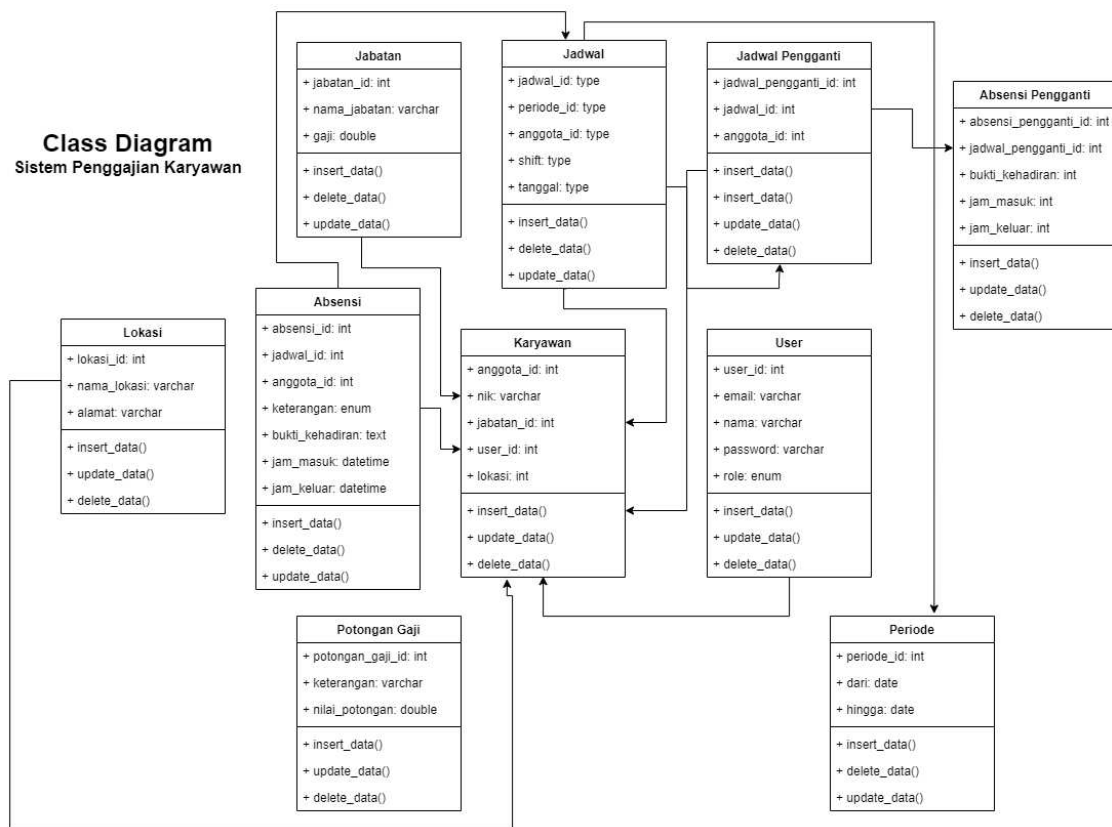 Class Diagram
Sistem Penggajian Karyawan
Jabatan
+ jabatan_id: int
+ nama_jabatan: varchar
+ gaji: double
+ insert_data()
+ delete_data()
+ update_data()
Jadwal
+ jadwal_id: type
+ periode_id: type
+ anggota_id: type
+ shift: type
+ tanggal: type
+ insert_data()
+ delete_data()
+ update_data()
Jadwal Pengganti
+ jadwal_pengganti_id: int
+ jadwal_id: int
+ anggota_id: int
+ insert_data()
+ insert_data()
+ update_data()
+ delete_data()
Absensi Pengganti
+ absensi_pengganti_id: int
+ jadwal_pengganti_id: int
+ bukti_kehadiran: int
+ jam_masuk: int
+ jam_keluar: int
+ insert_data()
+ update_data()
+ delete_data()
Lokasi
+ lokasi_id: int
+ nama_lokasi: varchar
+ alamat: varchar
+ insert_data()
+ update_data()
+ delete_data()
Absensi
+ absensi_id: int
+ jadwal_id: int
+ anggota_id: int
+ keterangan: enum
+ bukti_kehadiran: text
+ jam_masuk: datetime
+ jam_keluar: datetime
+ insert_data()
+ delete_data()
+ update_data()
Karyawan
+ anggota_id: int
+ nik: varchar
+ jabatan_id: int
+ user_id: int
+ lokasi: int
+ insert_data()
+ update_data()
+ delete_data()
User
+ user_id: int
+ email: varchar
+ nama: varchar
+ password: varchar
+ role: enum
+ insert_data()
+ update_data()
+ delete_data()
Potongan Gaji
+ potongan_gaji_id: int
+ keterangan: varchar
+ nilai_potongan: double
+ insert_data()
+ update_data()
+ delete_data()
Periode
+ periode_id: int
+ dari: date
+ hingga: date
+ insert_data()
+ delete_data()
+ update_data()